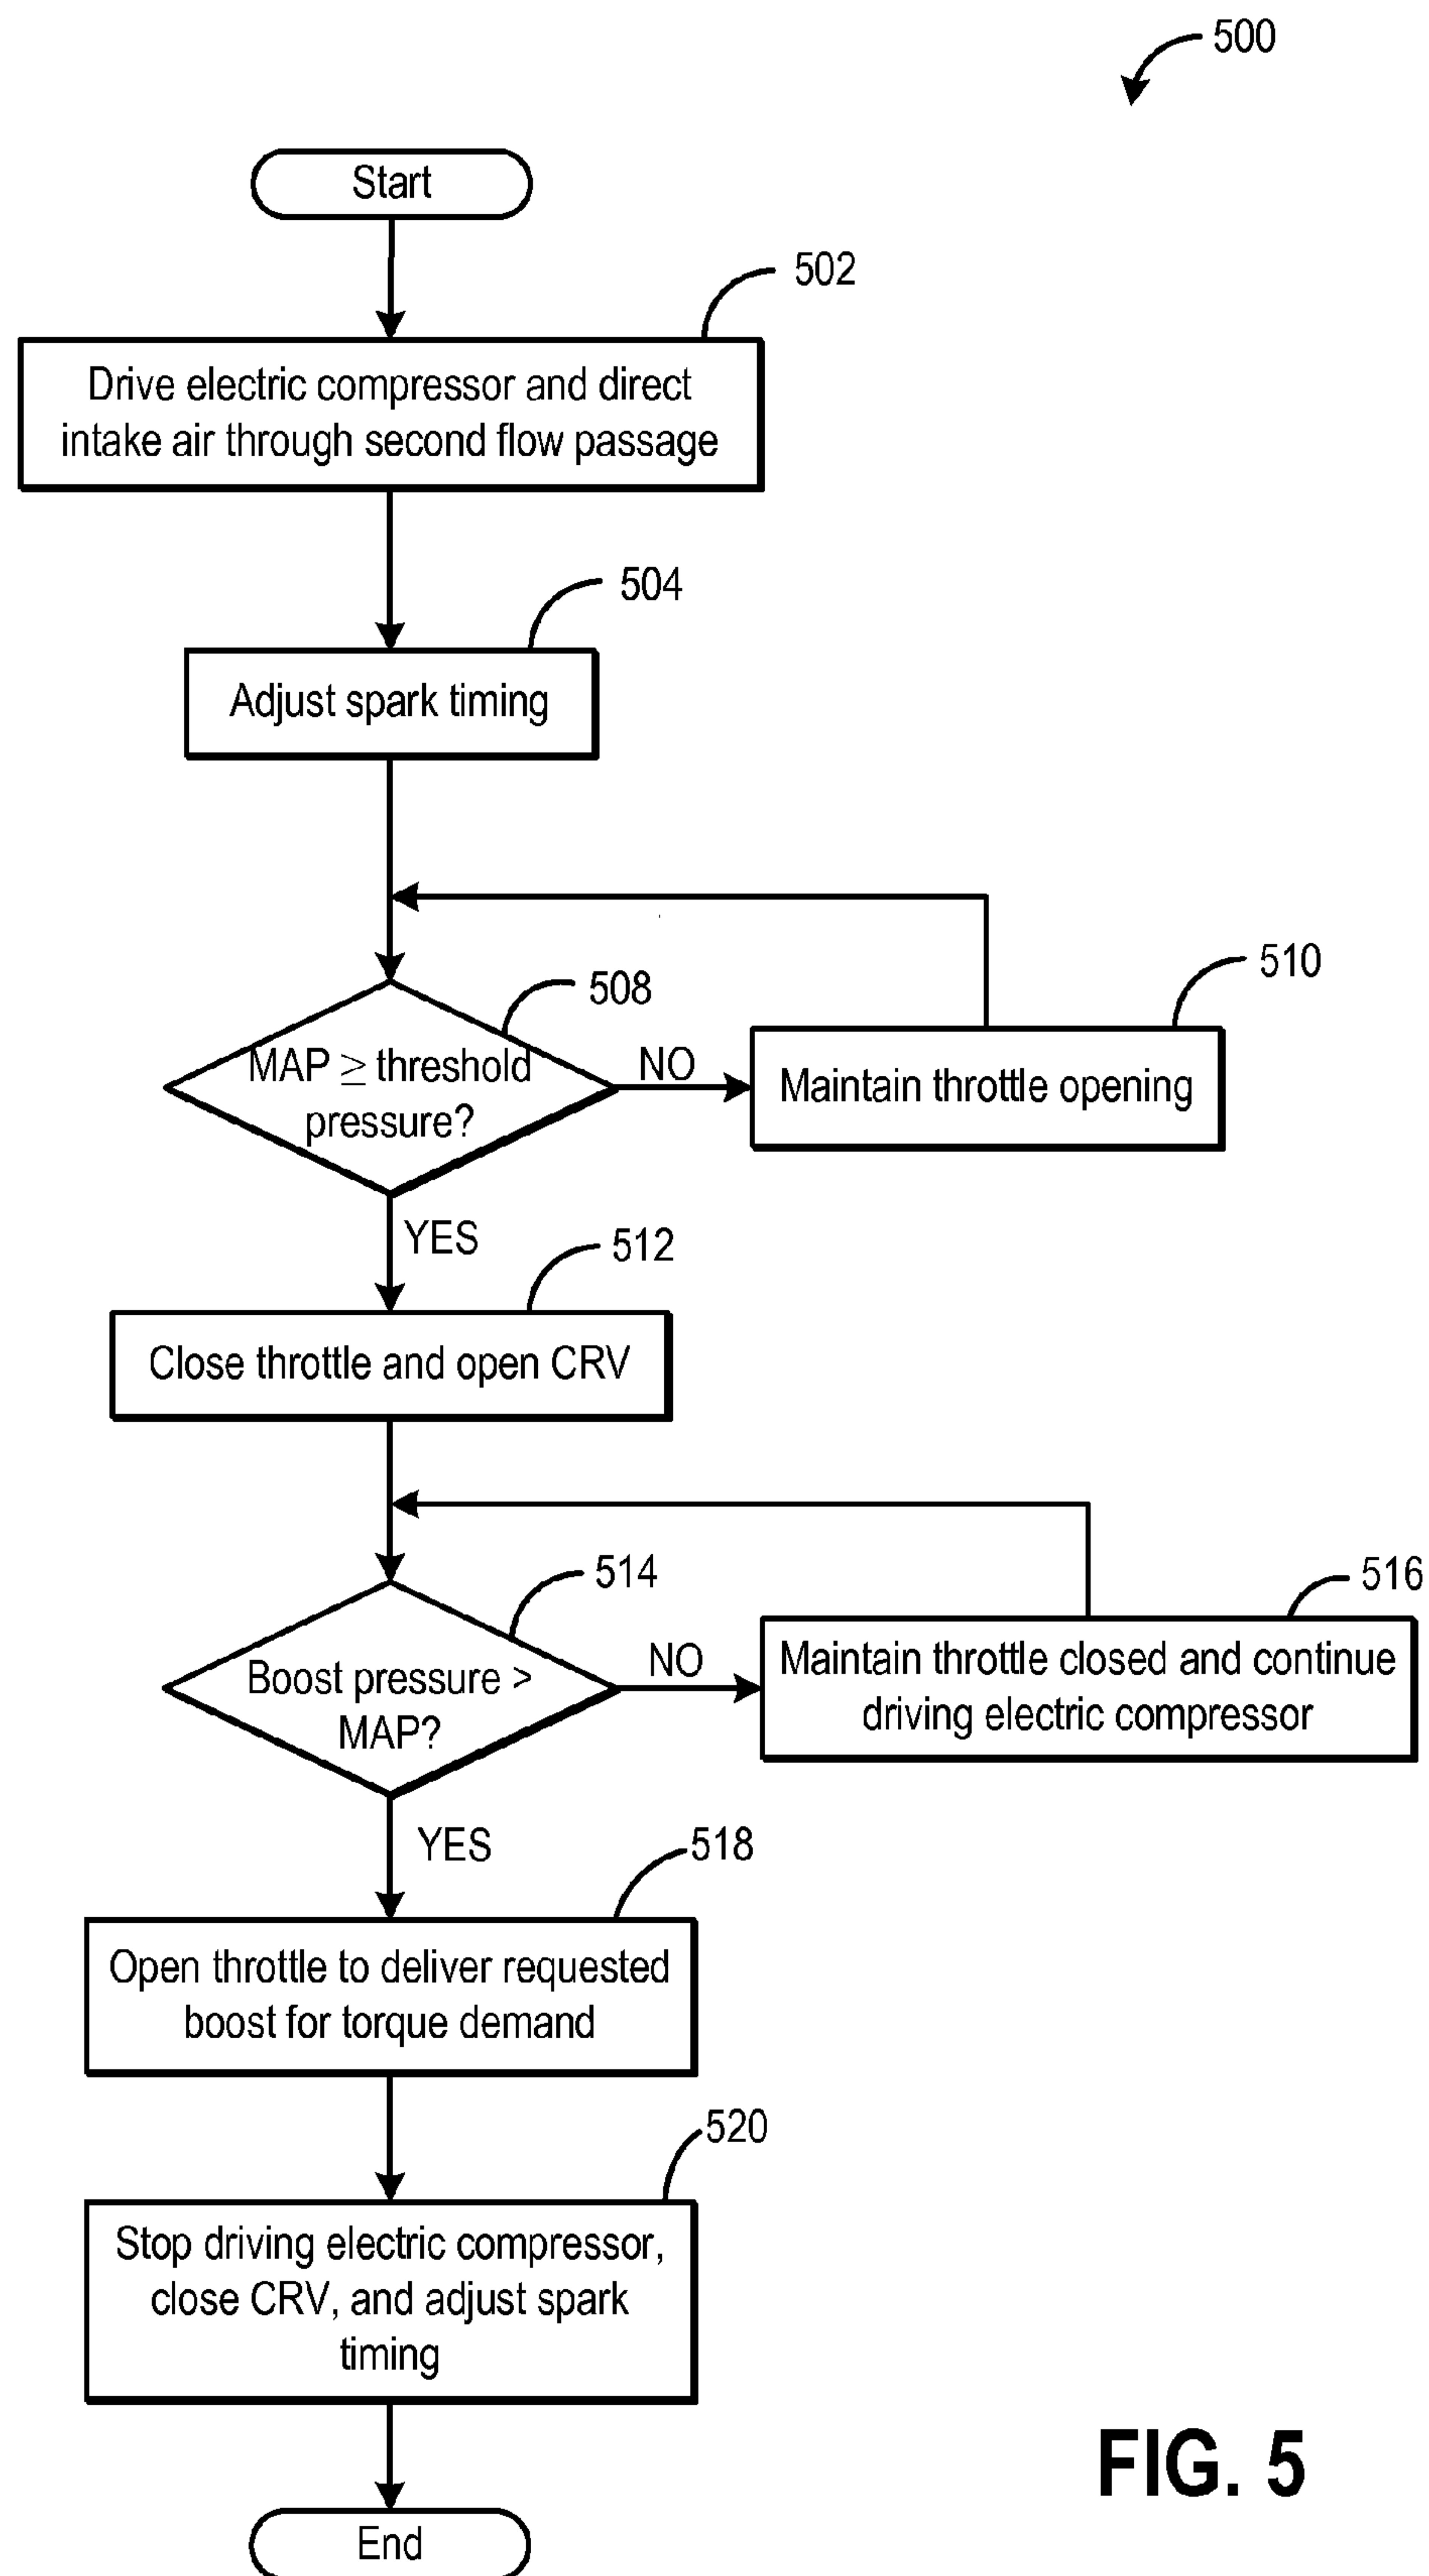 500
Start
502
Drive electric compressor and direct
intake air through second flow passage
504
Adjust spark timing
508
MAP ≥ threshold
pressure?
NO
510
Maintain throttle opening
YES
512
Close throttle and open CRV
514
Boost pressure >
MAP?
NO
516
Maintain throttle closed and continue
driving electric compressor
YES
518
Open throttle to deliver requested
boost for torque demand
520
Stop driving electric compressor,
close CRV, and adjust spark
timing
End
FIG. 5